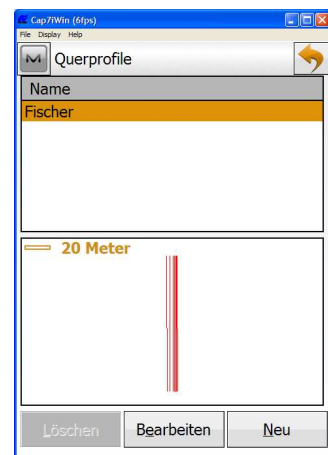 Cap7iWin (6fps)
File Display Help
M Querprofile
Name
Fischer
20 Meter
Löschen Bearbeiten Neu